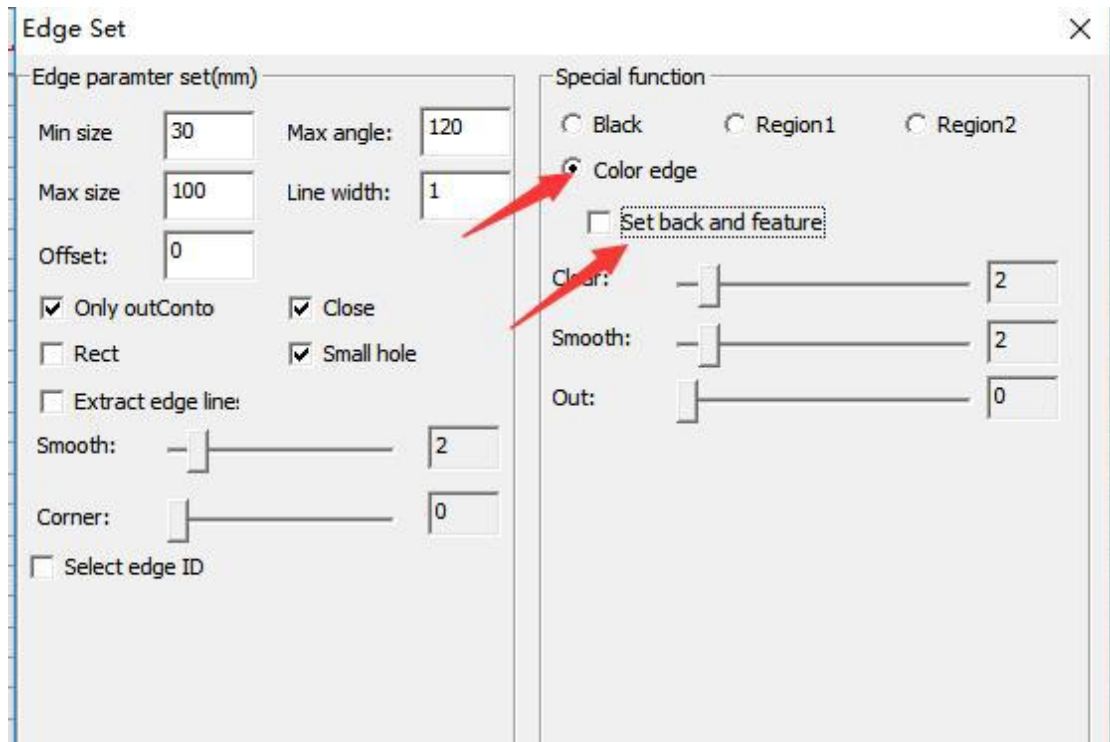 Edge Set
Edge paramter set(mm)
Min size 30 Max angle: 120
Max size 100 Line width: 1
Offset: 0
Only outConto Close
Rect Small hole
Extract edge line:
Smooth: 2
Corner: 0
Select edge ID
Special function
Black Region1 Region2
Color edge
Set back and feature
Clear: 2
Smooth: 2
Out: 0